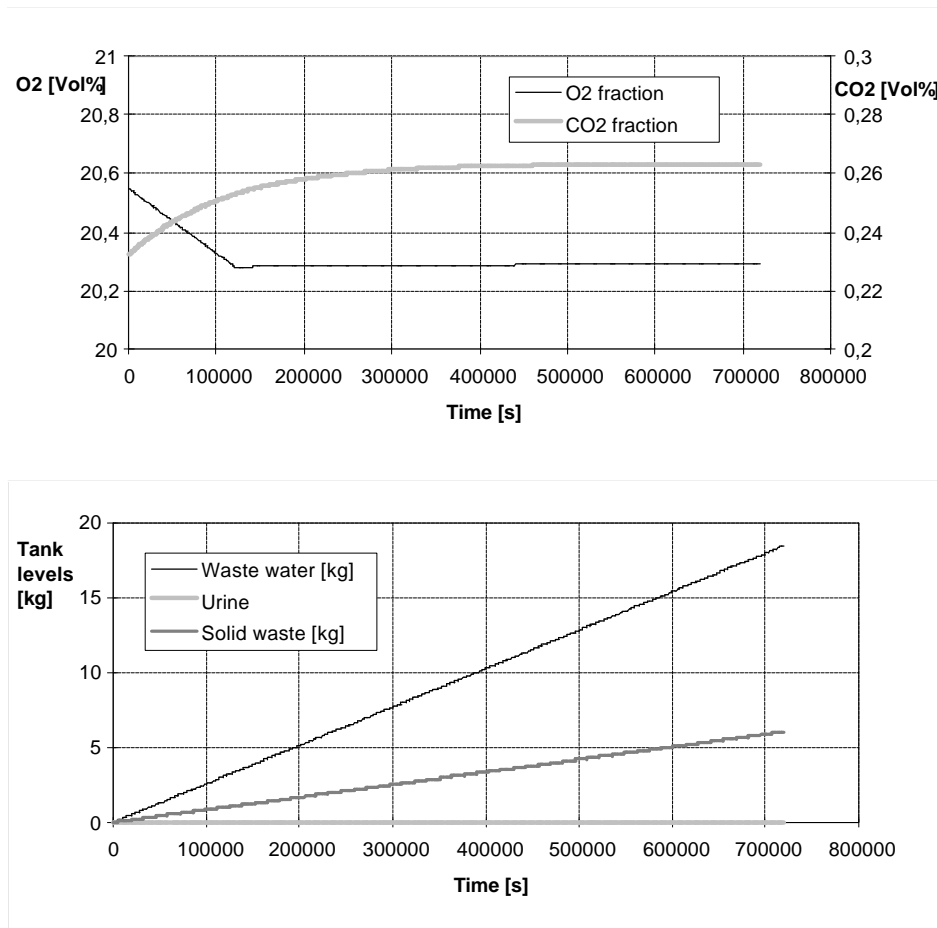 21
0,3
O2 [Vol%]
CO2 [Vol%]
O2 fraction
CO2 fraction
20,8
0,28
20,6
0,26
20,4
0,24
20,2
0,22
20
0,2
0 100000 200000 300000 400000 500000 600000 700000 800000
Time [s]
20
Tank
levels
[kg]
Waste water [kg]
Urine
Solid waste [kg]
15
10
5
0
0 100000 200000 300000 400000 500000 600000 700000 800000
Time [s]